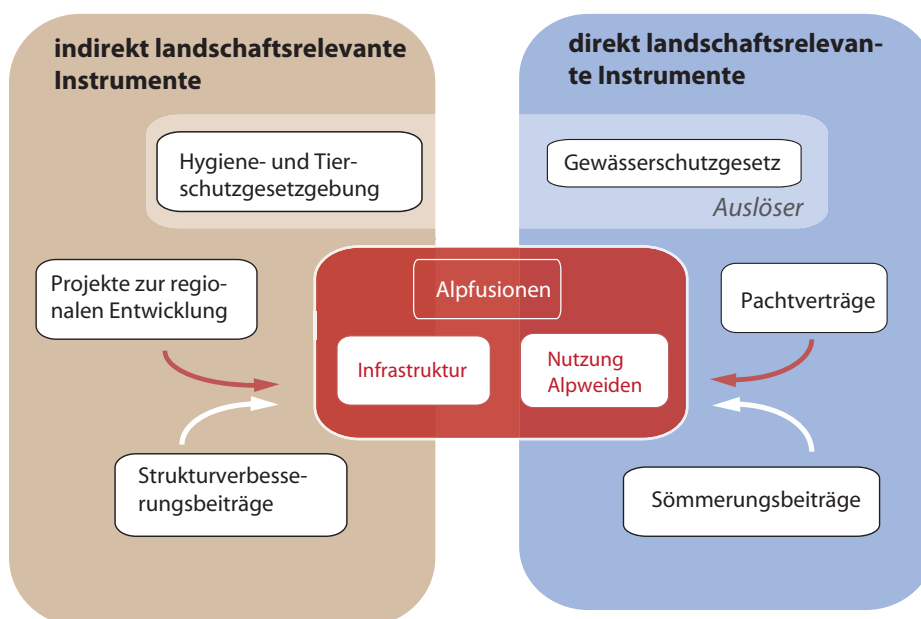 indirekt landschaftsrelevante
Instrumente
direkt landschaftsrelevan-
te Instrumente
Hygiene- und Tier-
schutzgesetzgebung
Gewässerschutzgesetz
Auslöser
Projekte zur regio-
nalen Entwicklung
Alpfusionen
Pachtverträge
Infrastruktur
Nutzung
Alpweiden
Strukturverbesse-
rungsbeiträge
Sömmerungsbeiträge